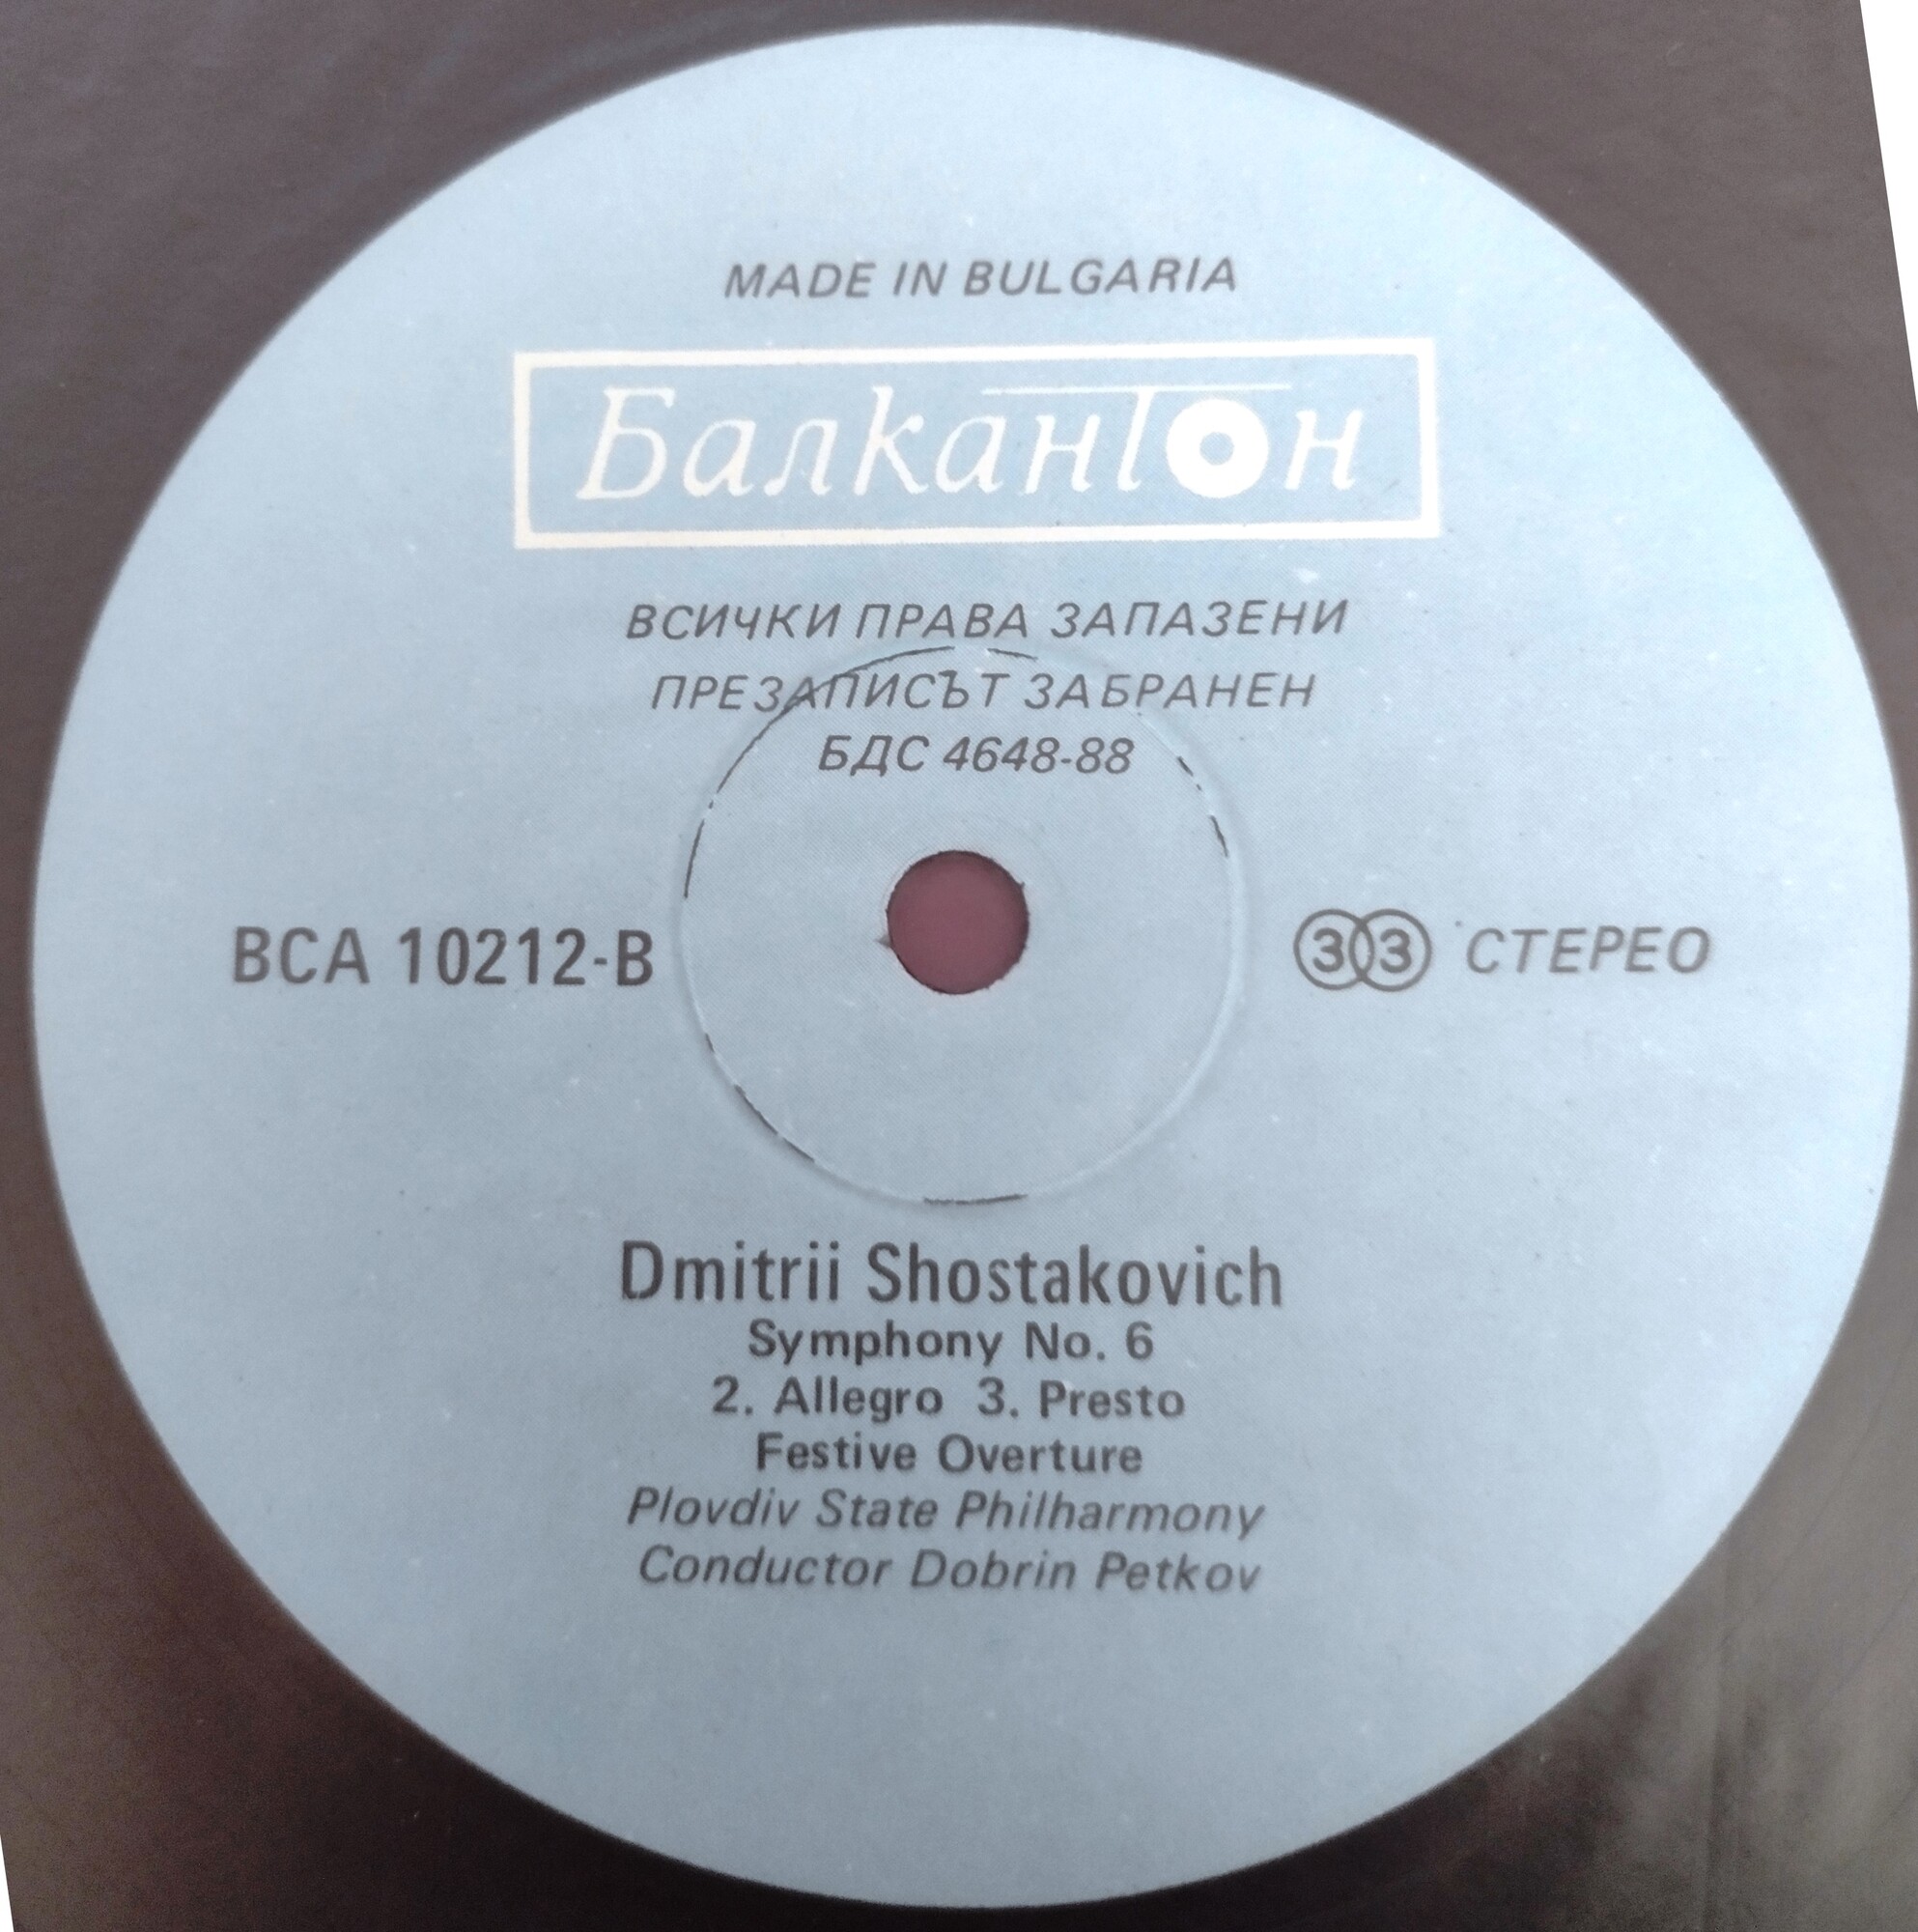 MADE IN BULGARIA
Балкантон
ВСИЧКИ ПРАВА ЗАПАЗЕНИ
ПРЕЗАПИСЪТ ЗАБРАНЕН
БДС 4648-88
ВСА 10212-В
33 СТЕРЕО
Dmitrii Shostakovich
Symphony No. 6
2. Allegro 3. Presto
Festive Overture
Plovdiv State Philharmony
Conductor Dobrin Petkov